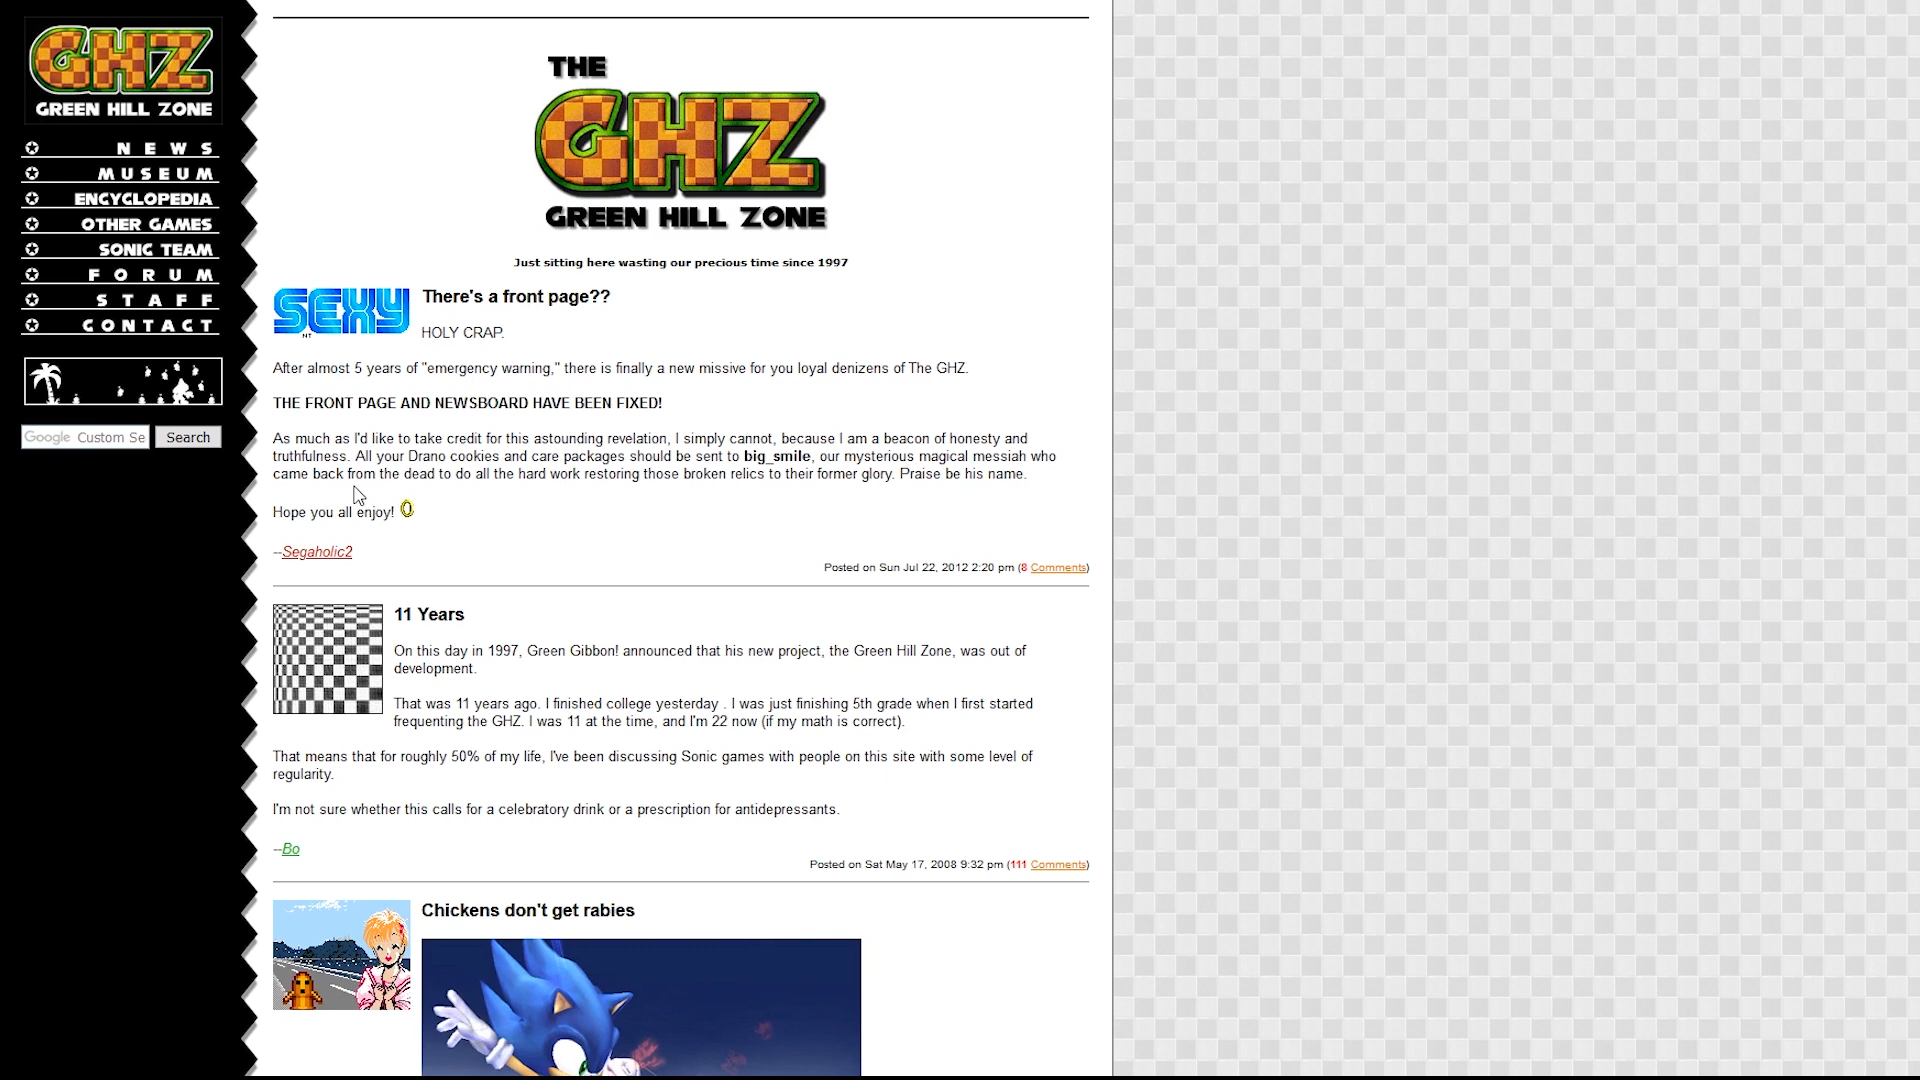 GHZ
GREEN HILL ZONE
NEWS
MUSEUM
ENCYCLOPEDIA
OTHER GAMES
SONIC TEAM
FORUM
STAFF
CONTACT
Google Custom Se
Search
THE
GHZ
GREEN HILL ZONE
Just sitting here wasting our precious time since 1997
SEXY
NT
There's a front page??
HOLY CRAP.
After almost 5 years of "emergency warning," there is finally a new missive for you loyal denizens of The GHZ.
THE FRONT PAGE AND NEWSBOARD HAVE BEEN FIXED!
As much as I'd like to take credit for this astounding revelation, I simply cannot, because I am a beacon of honesty and
truthfulness. All your Drano cookies and care packages should be sent to big_smile, our mysterious magical messiah who
came back from the dead to do all the hard work restoring those broken relics to their former glory. Praise be his name.
Hope you all enjoy!
--Segaholic2
Posted on Sun Jul 22, 2012 2:20 pm (8 Comments)
11 Years
On this day in 1997, Green Gibbon! announced that his new project, the Green Hill Zone, was out of
development.
That was 11 years ago. I finished college yesterday . I was just finishing 5th grade when I first started
frequenting the GHZ. I was 11 at the time, and I'm 22 now (if my math is correct).
That means that for roughly 50% of my life, I've been discussing Sonic games with people on this site with some level of
regularity.
I'm not sure whether this calls for a celebratory drink or a prescription for antidepressants.
--Bo
Posted on Sat May 17, 2008 9:32 pm (111 Comments)
Chickens don't get rabies